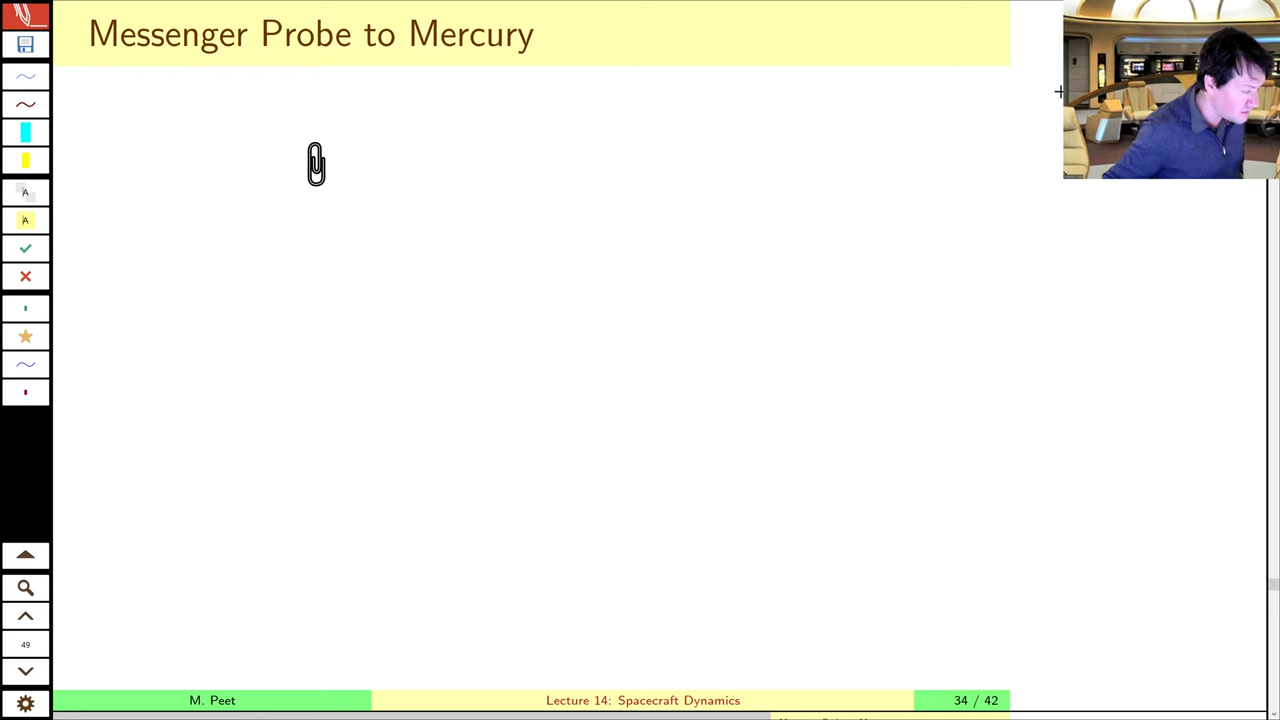 Messenger Probe to Mercury
A
A
49
M. Peet
Lecture 14: Spacecraft Dynamics
34 / 42